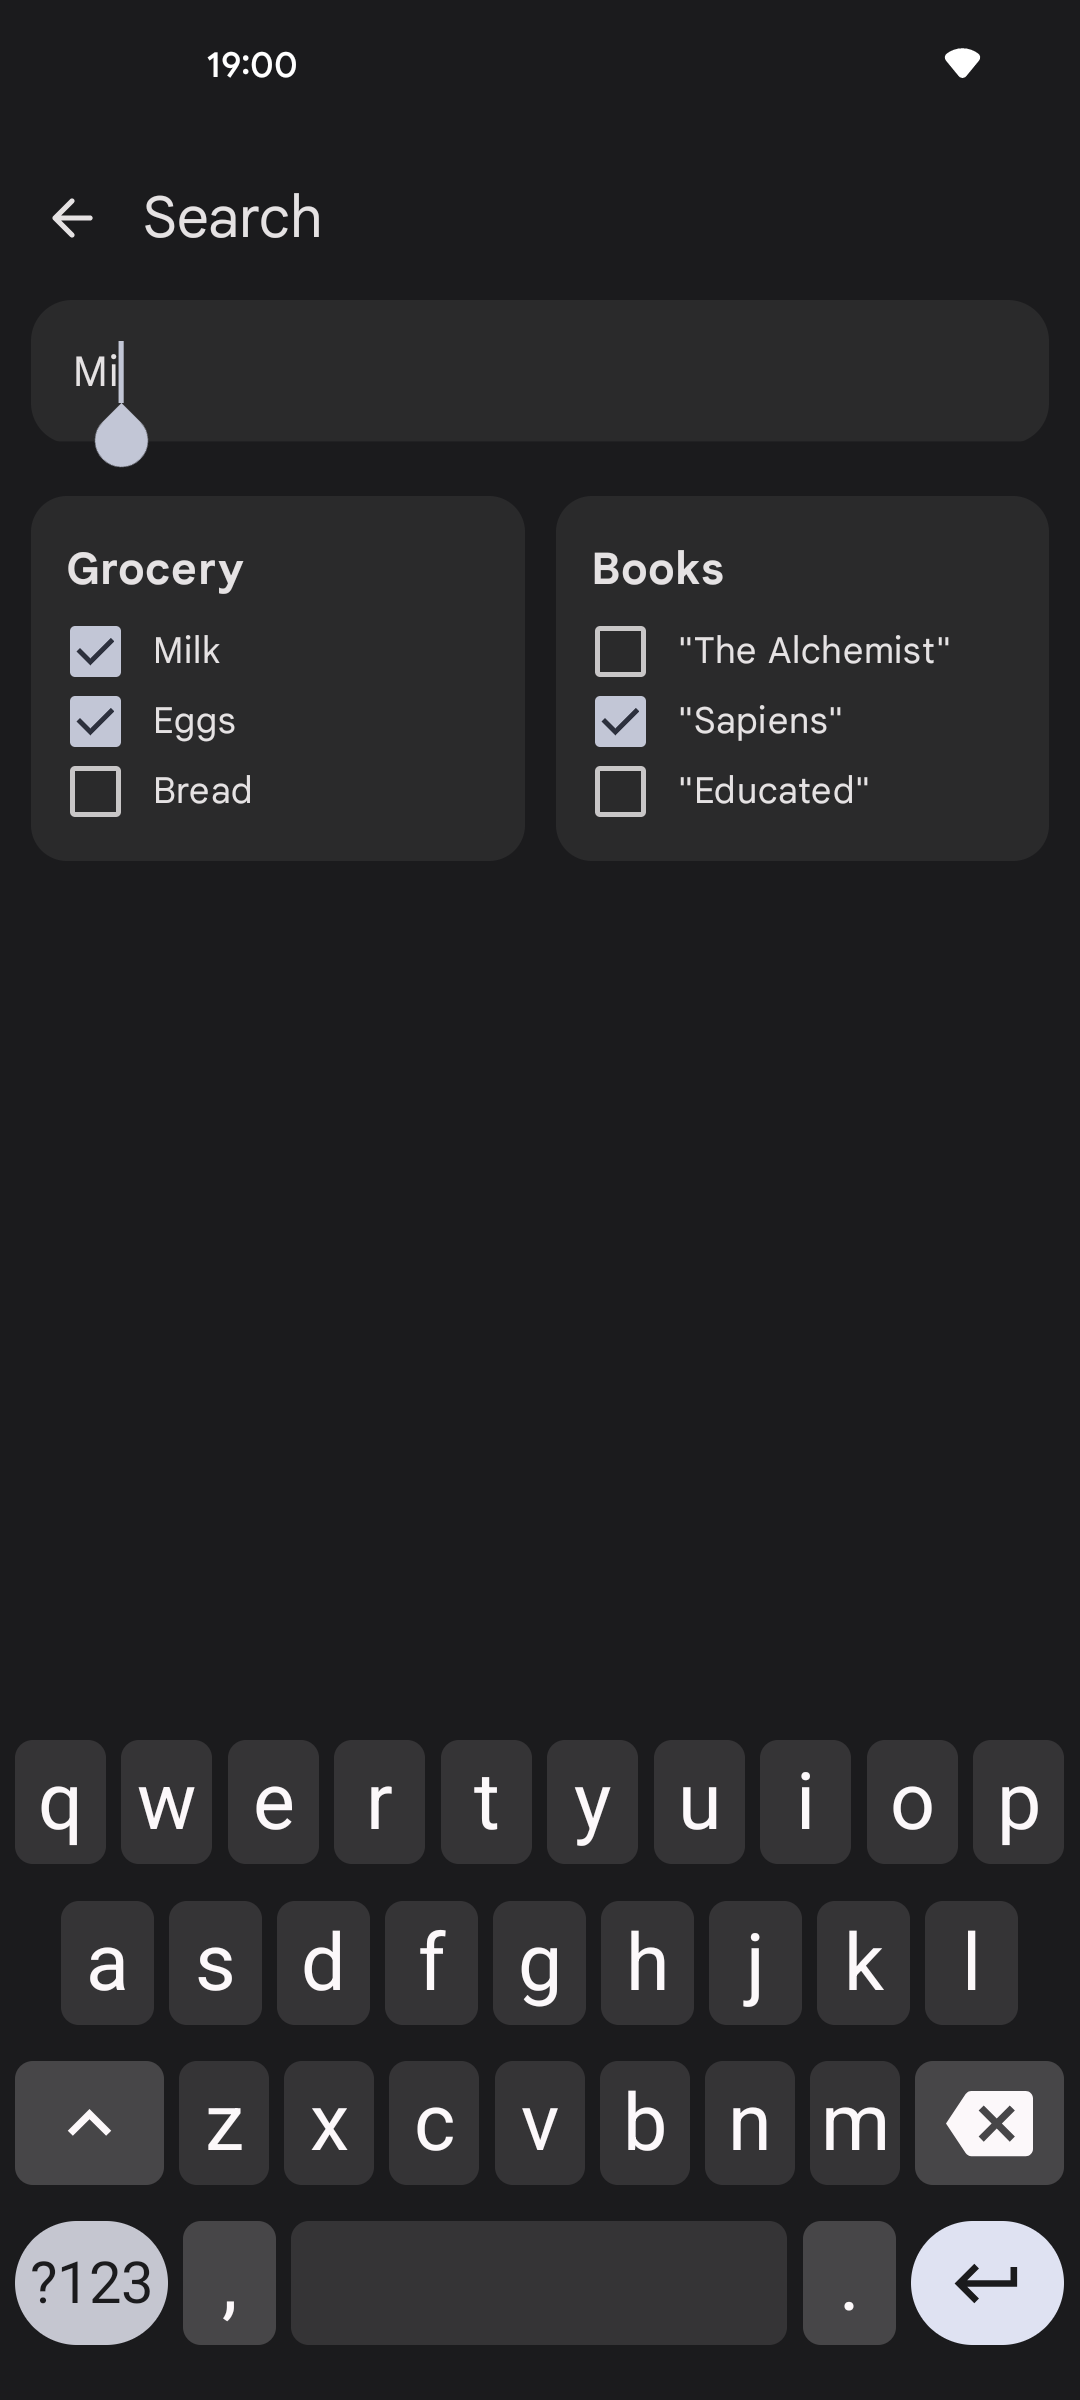 19:00
Search
Mi
Grocery
Milk
Eggs
Bread
Books
"The Alchemist"
"Sapiens"
"Educated"
q w e r t y u i o p
a s d f g h j k l
z x c v b n m
?123 , .